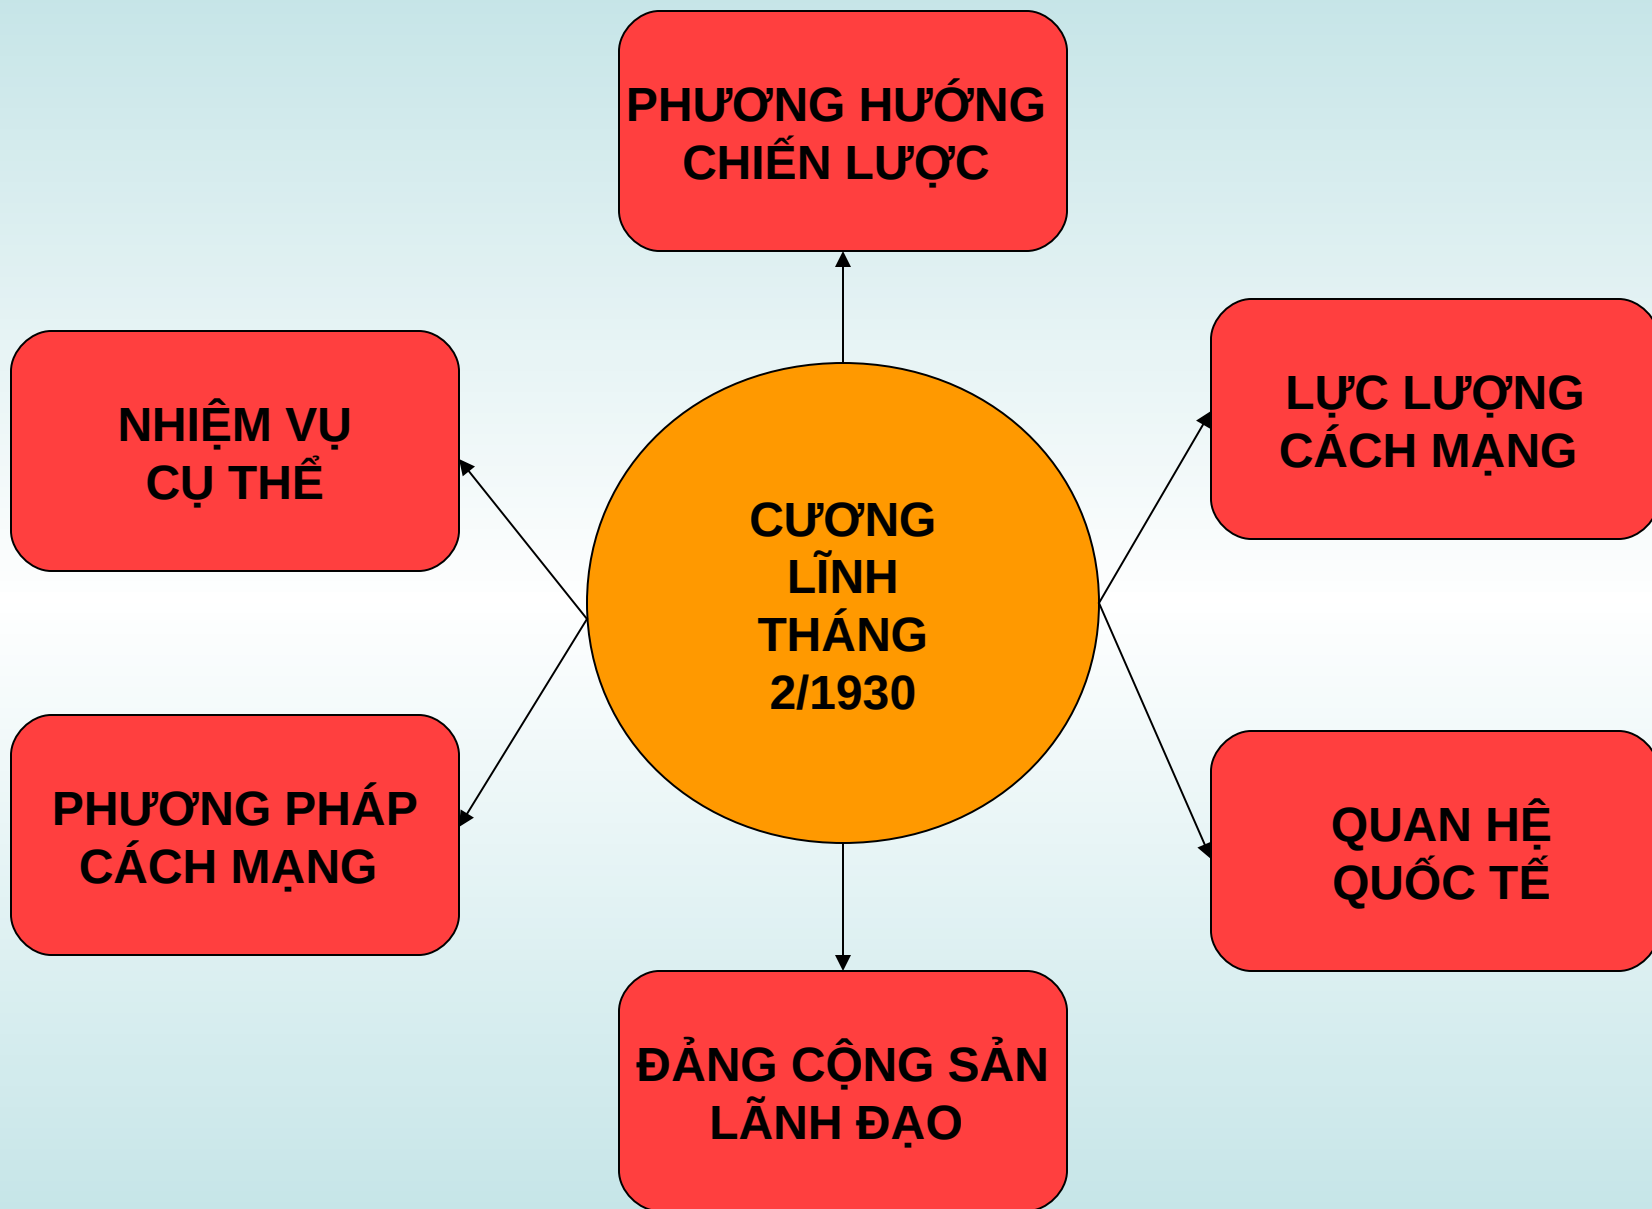 PHƯƠNG HƯỚNG
CHIẾN LƯỢC
NHIỆM VỤ
CỤ THỂ
LỰC LƯỢNG
CÁCH MẠNG
CƯƠNG
LĨNH
THÁNG
2/1930
PHƯƠNG PHÁP
CÁCH MẠNG
QUAN HỆ
QUỐC TẾ
ĐẢNG CỘNG SẢN
LÃNH ĐẠO